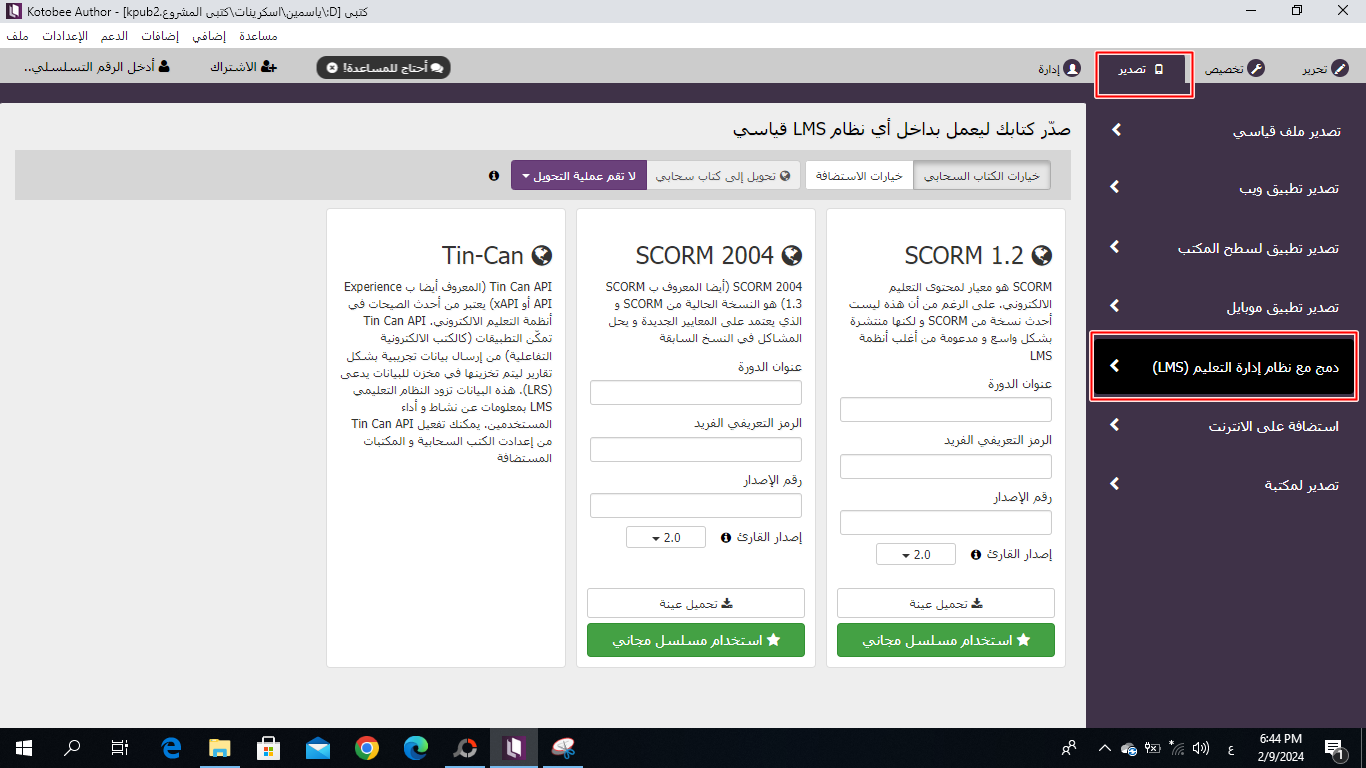 كتبي [D:\ياسمين\اسكرينات\كتبي المشروع.kpub2] - Kotobee Author
ملف الإعدادات الدعم إضافات إضافي مساعدة
تحرير
تخصيص
تصدير
إدارة
أحتاج للمساعدة!
الاشتراك
أدخل الرقم التسلسلي..
تصدير ملف قياسي
تصدير تطبيق ويب
تصدير تطبيق لسطح المكتب
تصدير تطبيق موبايل
دمج مع نظام إدارة التعليم (LMS)
استضافة على الانترنت
تصدير لمكتبة
صدّر كتابك ليعمل بداخل أي نظام LMS قياسي
خيارات الكتاب السحابي
خيارات الاستضافة
تحويل إلى كتاب سحابي
لا تقم عملية التحويل
SCORM 1.2
SCORM هو معيار لمحتوى التعليم
الالكتروني. على الرغم من أن هذه ليست
أحدث نسخة من SCORM و لكنها منتشرة
بشكل واسع و مدعومة من أغلب أنظمة
LMS
عنوان الدورة
الرمز التعريفي الفريد
رقم الإصدار
إصدار القارئ
2.0
تحميل عينة
استخدام مسلسل مجاني
SCORM 2004
SCORM 2004 (أيضا المعروف ب SCORM
1.3) هو النسخة الحالية من SCORM و
الذي يعتمد على المعايير الجديدة و يحل
المشاكل في النسخ السابقة
عنوان الدورة
الرمز التعريفي الفريد
رقم الإصدار
إصدار القارئ
2.0
تحميل عينة
استخدام مسلسل مجاني
Tin-Can
Tin Can API (المعروف أيضا ب Experience
API أو xAPI) يعتبر من أحدث الصيحات في
أنظمة التعليم الالكتروني. Tin Can API
تمكّن التطبيقات (كالكتب الالكترونية
التفاعلية) من إرسال بيانات تجريبية بشكل
تقارير ليتم تخزينها في مخزن للبيانات يدعى
(LRS). هذه البيانات تزود النظام التعليمي
LMS بمعلومات عن نشاط و أداء
المستخدمين. يمكنك تفعيل Tin Can API
من إعدادت الكتب السحابية و المكتبات
المستضافة
ع
6:44 PM
2/9/2024
1